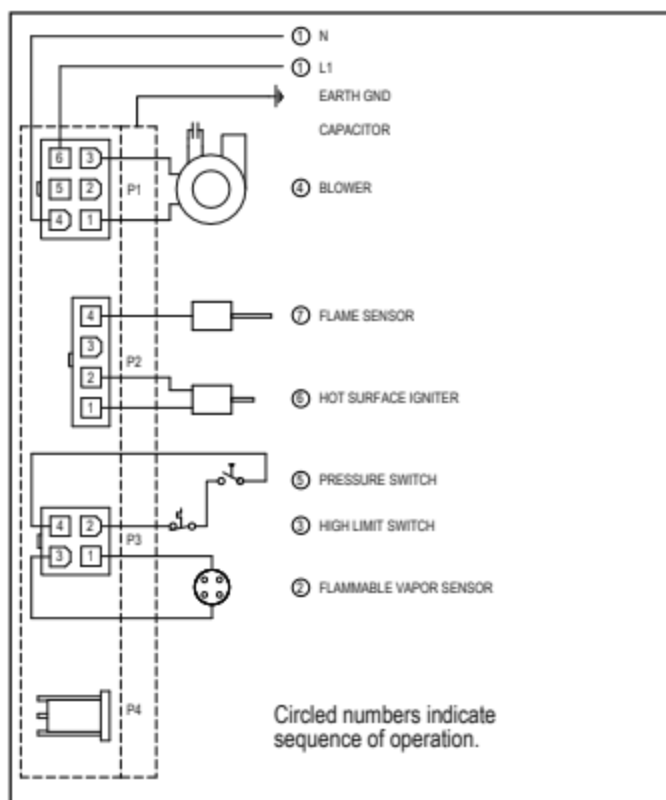 ① N
① L1
EARTH GND
CAPACITOR
6 3
5 2
4 1
P1
④ BLOWER
4
3
2
1
P2
⑦ FLAME SENSOR
⑥ HOT SURFACE IGNITER
⑤ PRESSURE SWITCH
4 2
3 1
P3
③ HIGH LIMIT SWITCH
② FLAMMABLE VAPOR SENSOR
P4
Circled numbers indicate
sequence of operation.